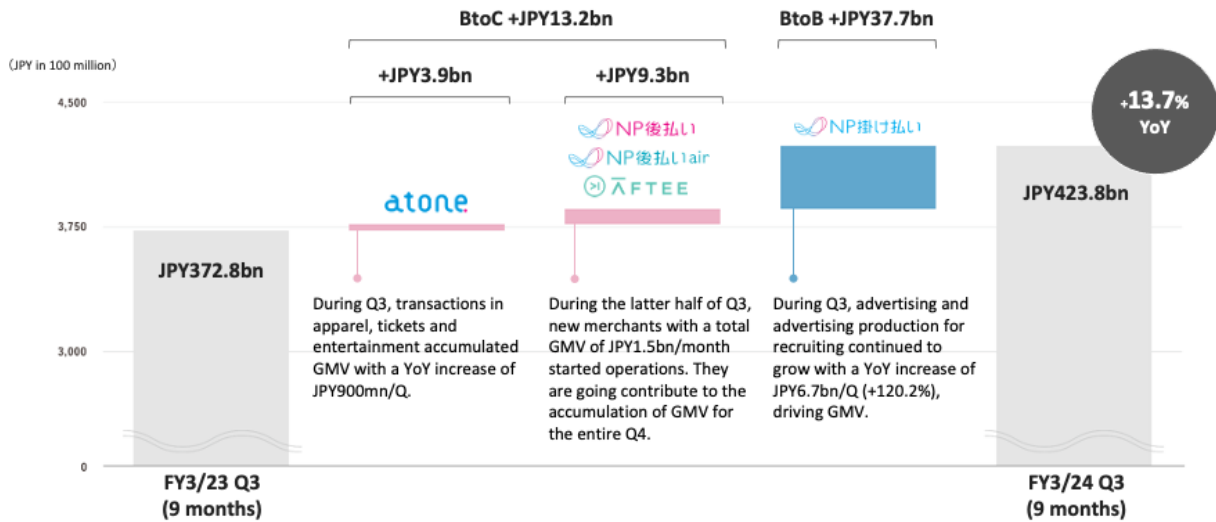 BtoC +JPY13.2bn
BtoB +JPY37.7bn
(JPY in 100 million)
+JPY3.9bn
+JPY9.3bn
+13.7%
YoY
4,500
NP後払い
NP後払いair
AFTEE
NP掛け払い
atone
JPY423.8bn
3,750
JPY372.8bn
During Q3, transactions in
apparel, tickets and
entertainment accumulated
GMV with a YoY increase of
JPY900mn/Q.
During the latter half of Q3,
new merchants with a total
GMV of JPY1.5bn/month
started operations. They
are going contribute to the
accumulation of GMV for
the entire Q4.
During Q3, advertising and
advertising production for
recruiting continued to
grow with a YoY increase of
JPY6.7bn/Q (+120.2%),
driving GMV.
3,000
0
FY3/23 Q3
(9 months)
FY3/24 Q3
(9 months)